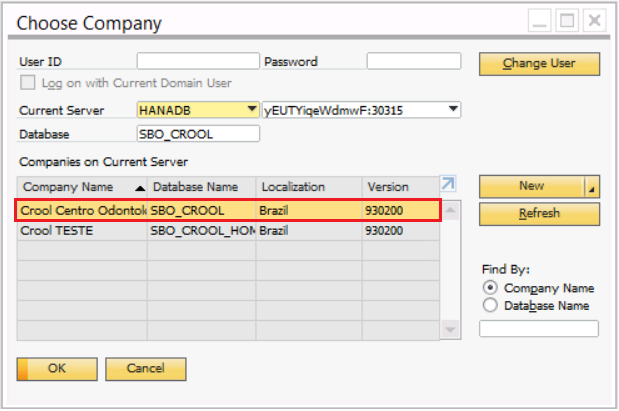 Choose Company
User ID Password Change User
Log on with Current Domain User
Current Server HANADB yEUTYiqeWdmwF:30315
Database SBO_CROOL
Companies on Current Server
Company Name Database Name Localization Version New
Crool Centro Odontol SBO_CROOL Brazil 930200 Refresh
Crool TESTE SBO_CROOL_HOM Brazil 930200
Find By:
Company Name
Database Name
OK Cancel